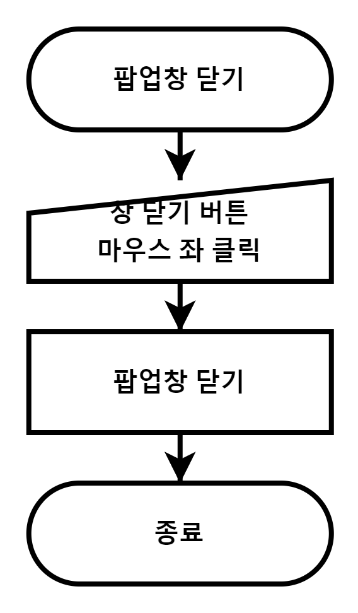 팝업창 닫기
창 닫기 버튼
마우스 좌 클릭
팝업창 닫기
종료